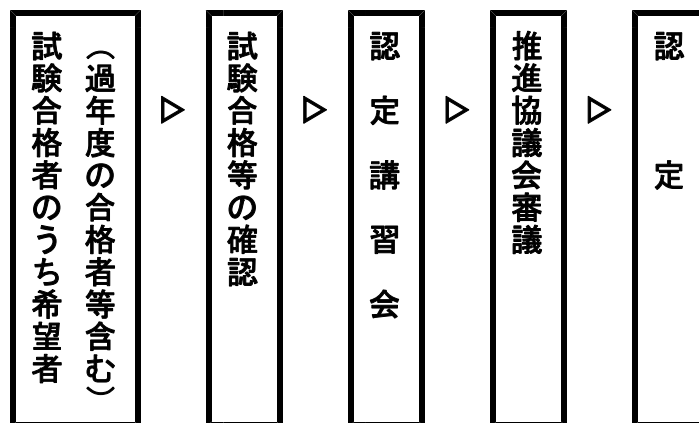 （過年度の合格者等含む）
試験合格者のうち希望者
試験合格等の確認
認定講習会
推進協議会審議
認定